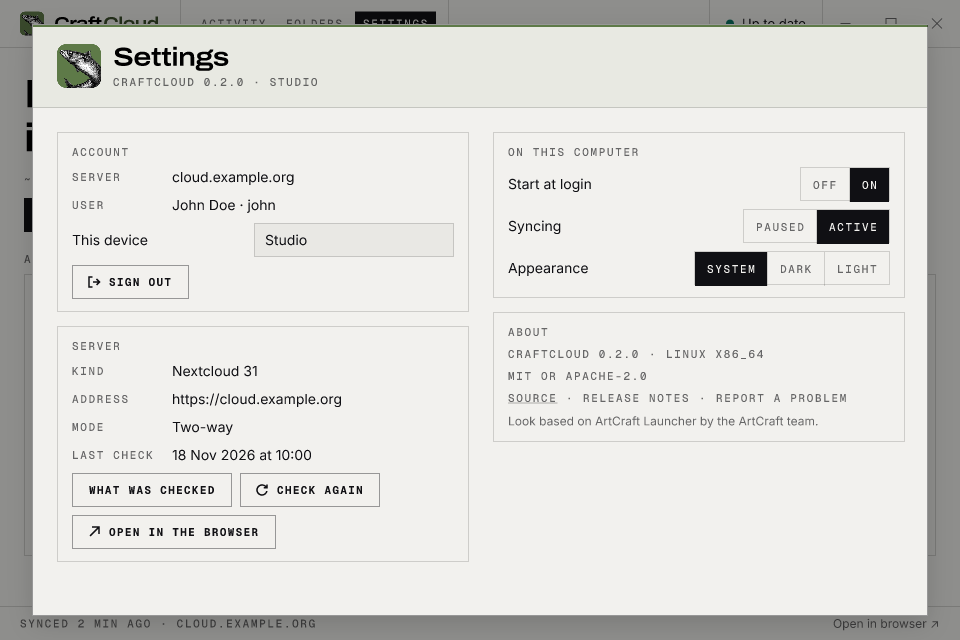 CraftCloud
ACTIVITY FOLDERS SETTINGS
Up to date
Settings
CRAFTCLOUD 0.2.0 · STUDIO
ACCOUNT
SERVER cloud.example.org
USER John Doe · john
This device Studio
SIGN OUT
SERVER
KIND Nextcloud 31
ADDRESS https://cloud.example.org
MODE Two-way
LAST CHECK 18 Nov 2026 at 10:00
WHAT WAS CHECKED CHECK AGAIN
OPEN IN THE BROWSER
ON THIS COMPUTER
Start at login OFF ON
Syncing PAUSED ACTIVE
Appearance SYSTEM DARK LIGHT
ABOUT
CRAFTCLOUD 0.2.0 · LINUX X86_64
MIT OR APACHE-2.0
SOURCE · RELEASE NOTES · REPORT A PROBLEM
Look based on ArtCraft Launcher by the ArtCraft team.
SYNCED 2 MIN AGO · CLOUD.EXAMPLE.ORG
Open in browser ↗